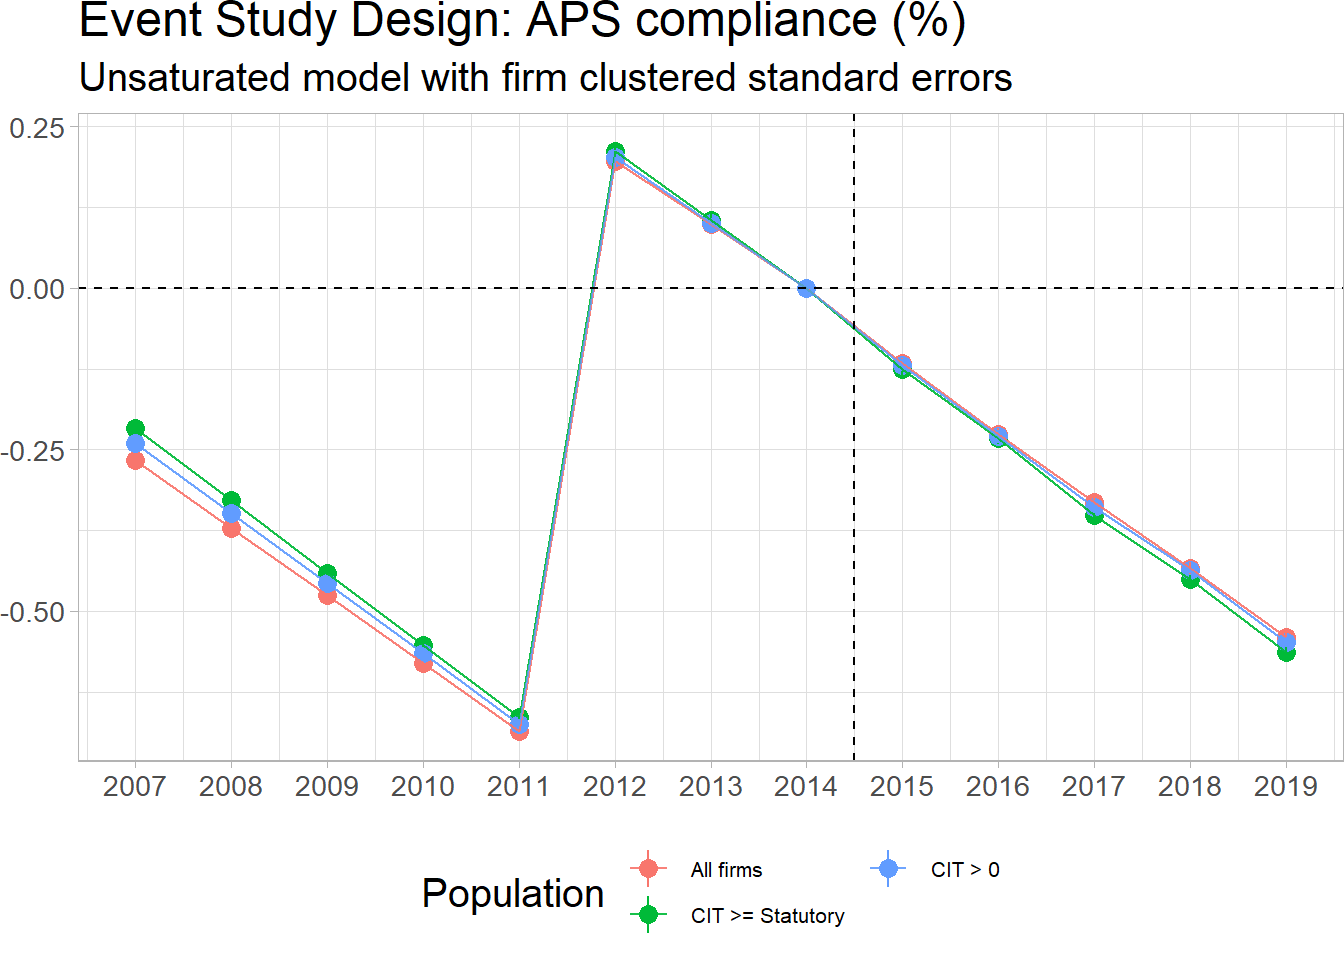 Event Study Design: APS compliance (%)
Unsaturated model with firm clustered standard errors
0.25
0.00
-0.25
-0.50
2007 2008 2009 2010 2011 2012 2013 2014 2015 2016 2017 2018 2019
Population
All firms
CIT > 0
CIT >= Statutory